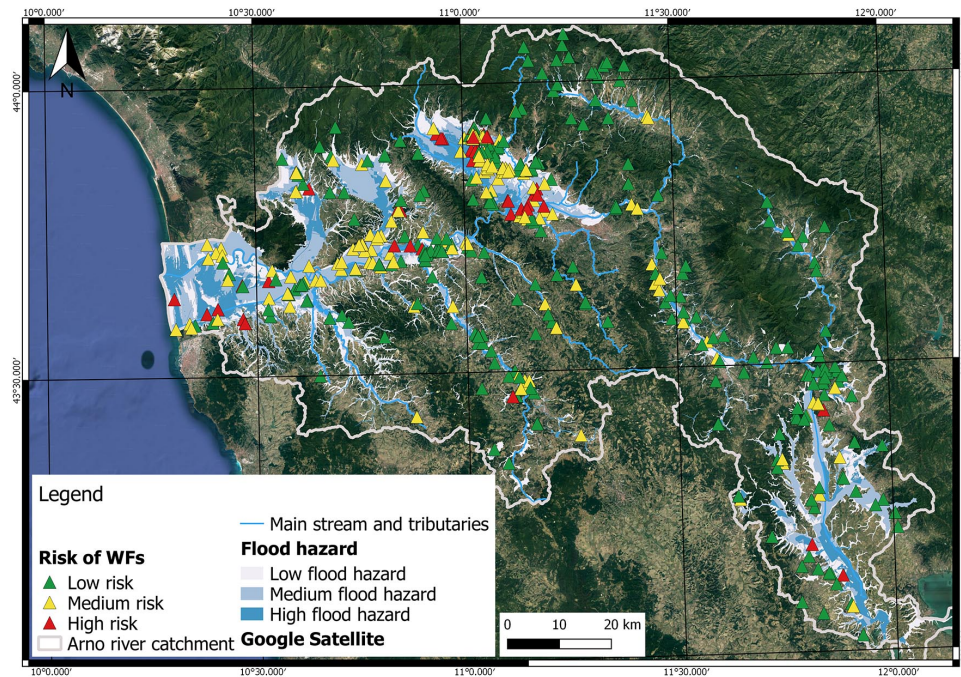 10°0.000' 10°30.000' 11°0.000' 11°30.000' 12°0.000'
44°0.000'
N
43°30.000'
Legend
Risk of WFs
Low risk
Medium risk
High risk
Arno river catchment
Main stream and tributaries
Flood hazard
Low flood hazard
Medium flood hazard
High flood hazard
Google Satellite
0 10 20 km
10°0.000' 10°30.000' 11°0.000' 11°30.000' 12°0.000'